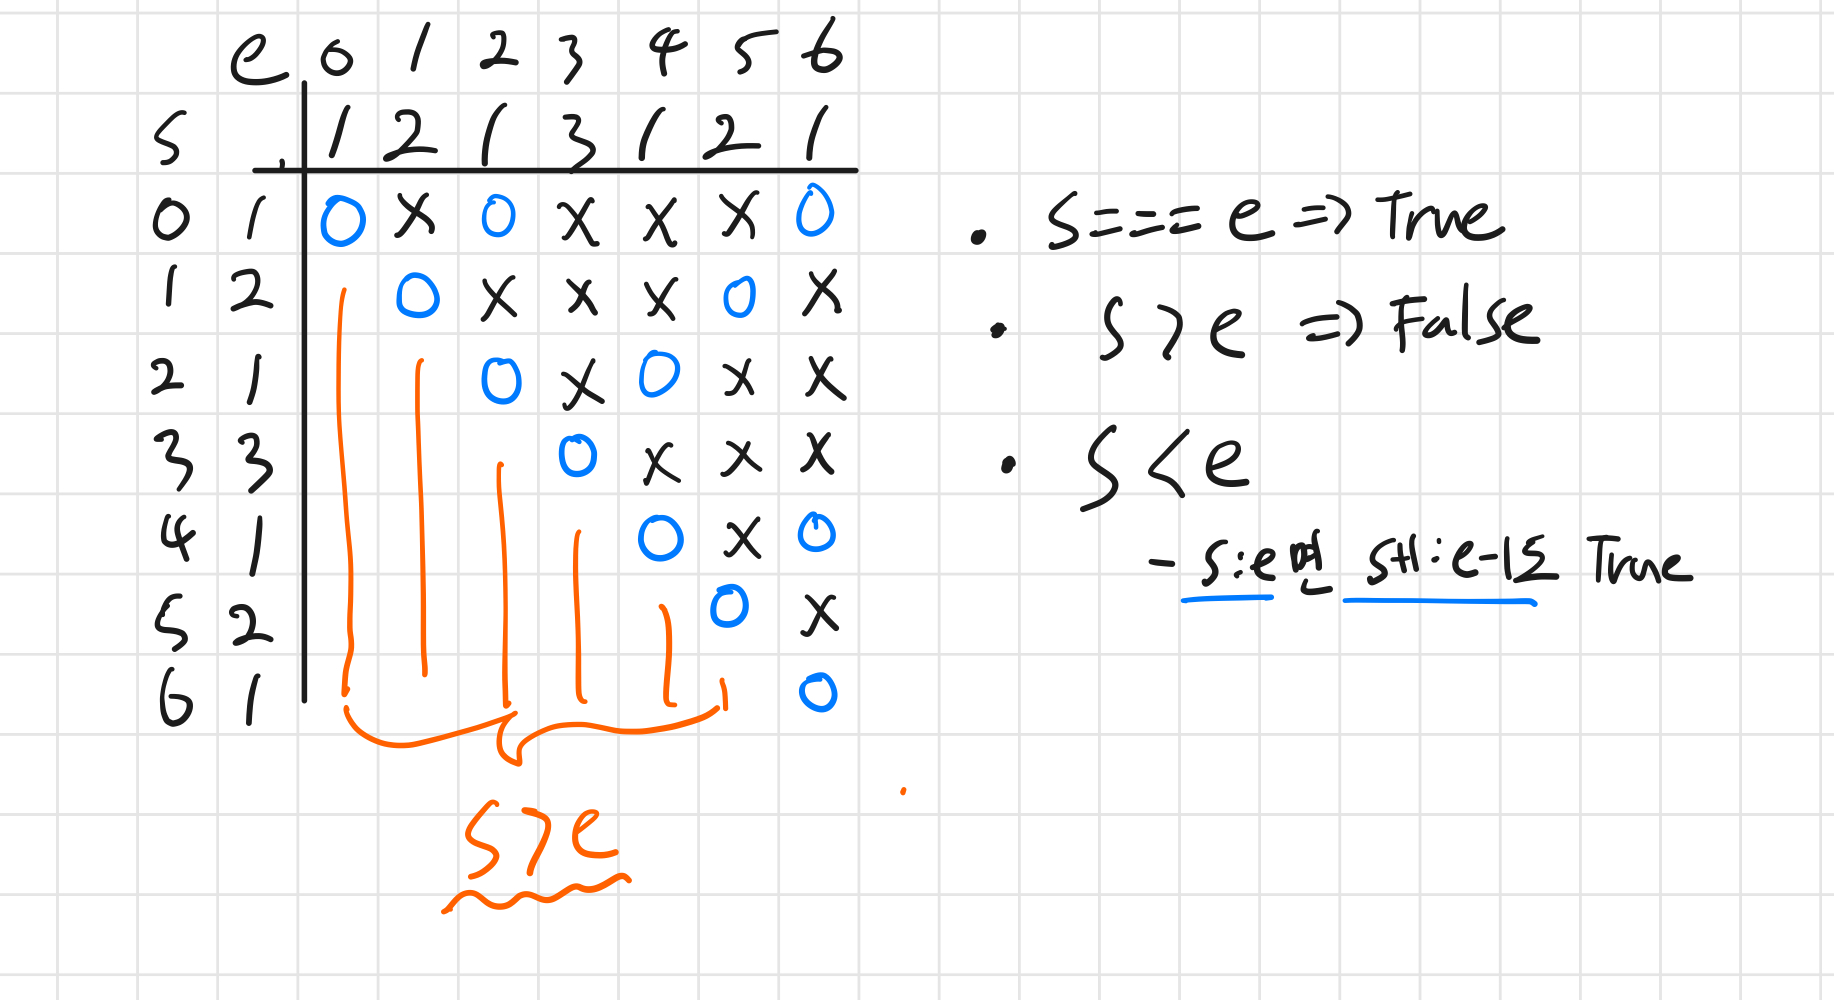 e 0 1 2 3 4 5 6
s 1 2 1 3 1 2 1
0 1 O X O X X X O
1 2 O X X X O X
2 1 O X O X X
3 3 O X X X
4 1 O X O
5 2 O X
6 1 O
s > e
• s === e => True
• s > e => False
• s < e
- s:e면 s+1:e-1도 True